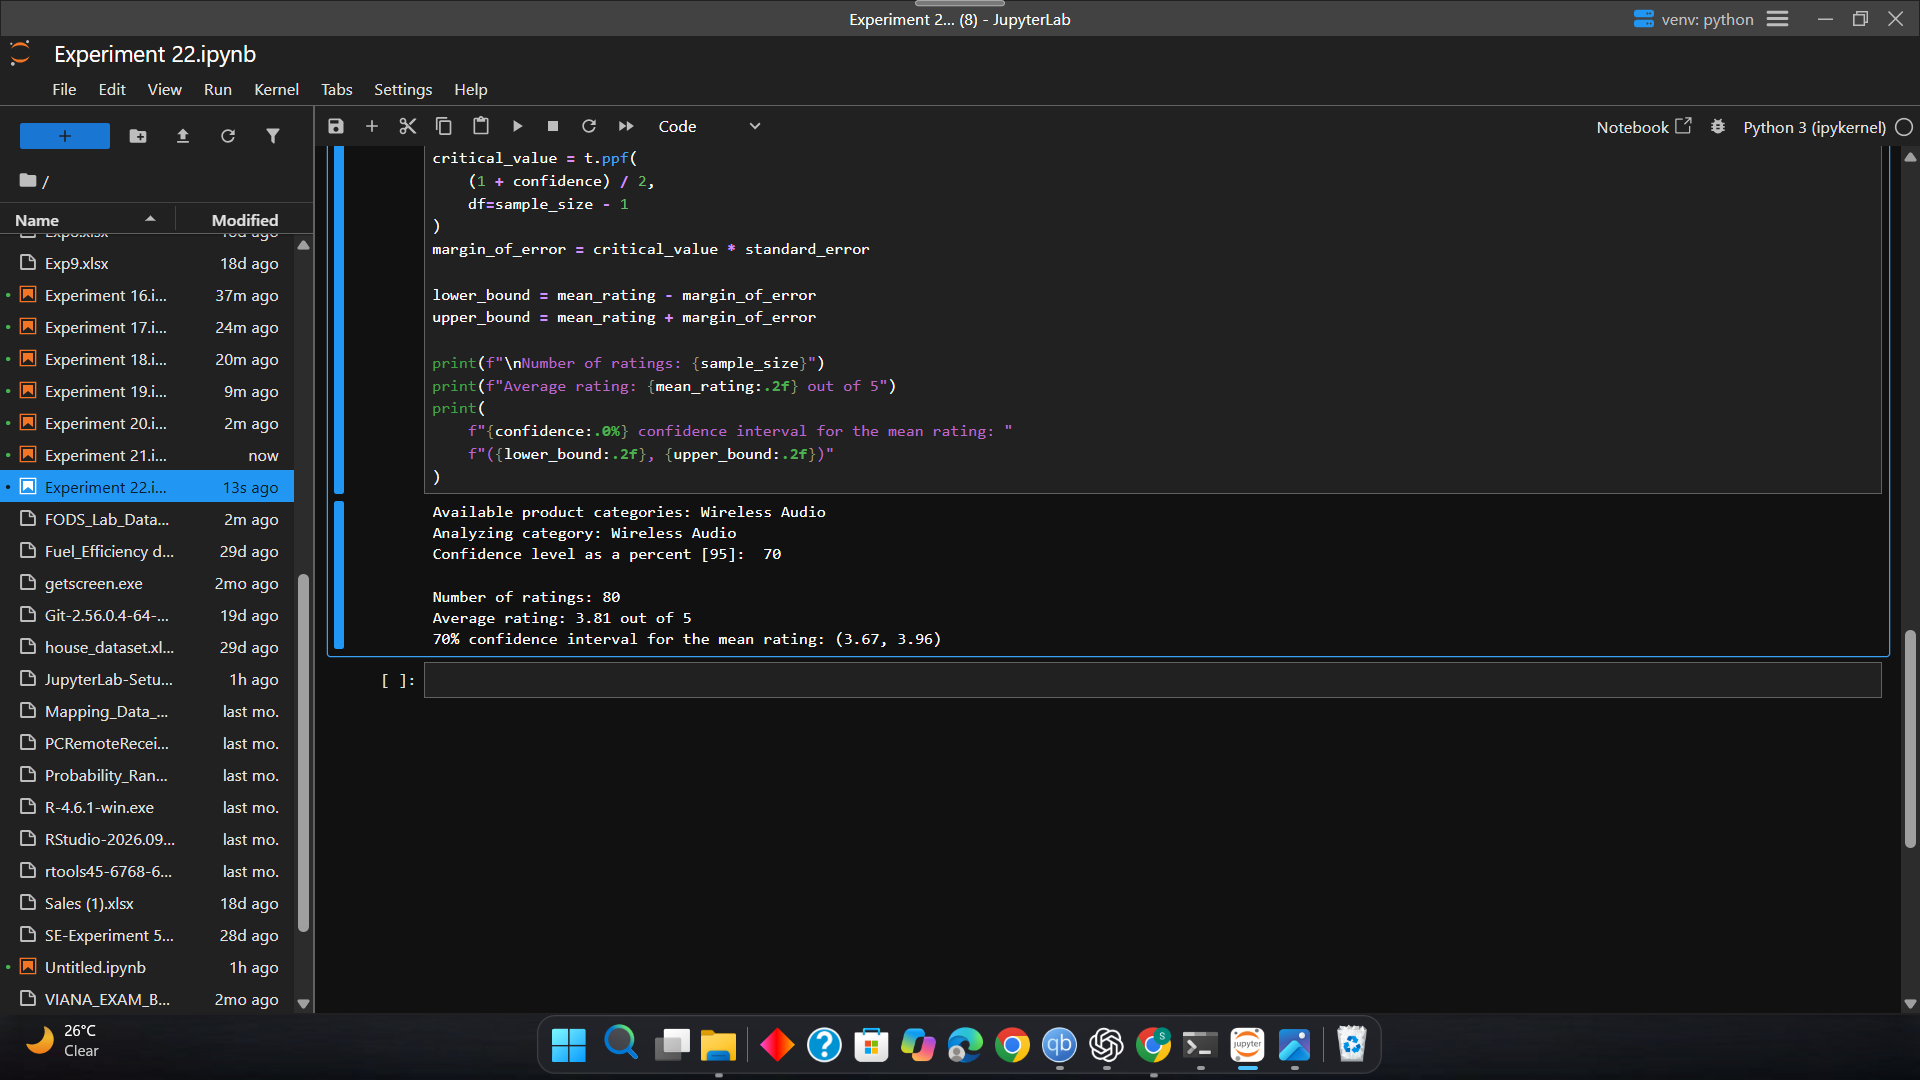 Experiment 2... (8) - JupyterLab
venv: python
Experiment 22.ipynb
File Edit View Run Kernel Tabs Settings Help
Code
Notebook
Python 3 (ipykernel)
/
Name Modified
Exp9.xlsx 18d ago
Experiment 16.i... 37m ago
Experiment 17.i... 24m ago
Experiment 18.i... 20m ago
Experiment 19.i... 9m ago
Experiment 20.i... 2m ago
Experiment 21.i... now
Experiment 22.i... 13s ago
FODS_Lab_Data... 2m ago
Fuel_Efficiency d... 29d ago
getscreen.exe 2mo ago
Git-2.56.0.4-64-... 19d ago
house_dataset.xl... 29d ago
JupyterLab-Setu... 1h ago
Mapping_Data_... last mo.
PCRemoteRecei... last mo.
Probability_Ran... last mo.
R-4.6.1-win.exe last mo.
RStudio-2026.09... last mo.
rtools45-6768-6... last mo.
Sales (1).xlsx 18d ago
SE-Experiment 5... 28d ago
Untitled.ipynb 1h ago
VIANA_EXAM_B... 2mo ago
critical_value = t.ppf(
    (1 + confidence) / 2,
    df=sample_size - 1
)
margin_of_error = critical_value * standard_error
lower_bound = mean_rating - margin_of_error
upper_bound = mean_rating + margin_of_error
print(f"\nNumber of ratings: {sample_size}")
print(f"Average rating: {mean_rating:.2f} out of 5")
print(
    f"{confidence:.0%} confidence interval for the mean rating: "
    f"({lower_bound:.2f}, {upper_bound:.2f})"
)
Available product categories: Wireless Audio
Analyzing category: Wireless Audio
Confidence level as a percent [95]:  70
Number of ratings: 80
Average rating: 3.81 out of 5
70% confidence interval for the mean rating: (3.67, 3.96)
[ ]:
26°C
Clear
qb
S
jupyter